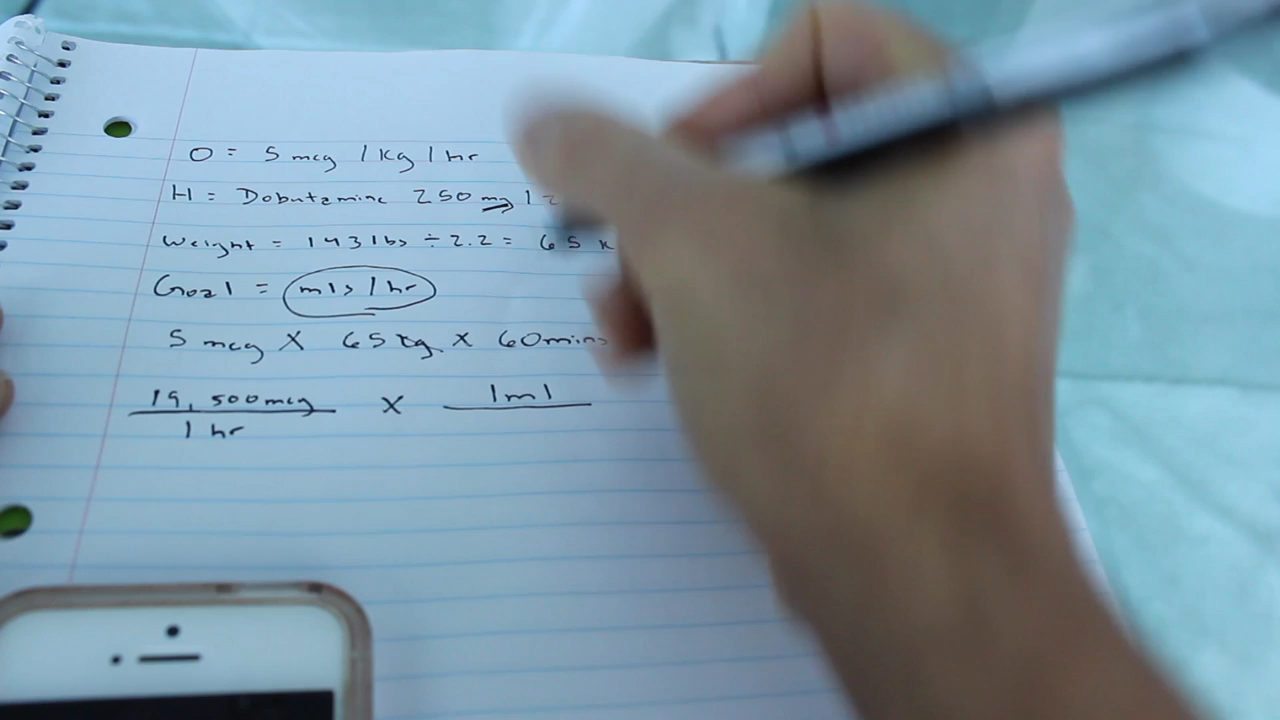 O = 5 mcg / kg / hr
H = Dobutamine 250 mg /
Weight = 143 lbs ÷ 2.2 = 65
Goal = mls / hr
5 mcg X 65 kg x 60 mins
19,500 mcg X 1 ml
1 hr